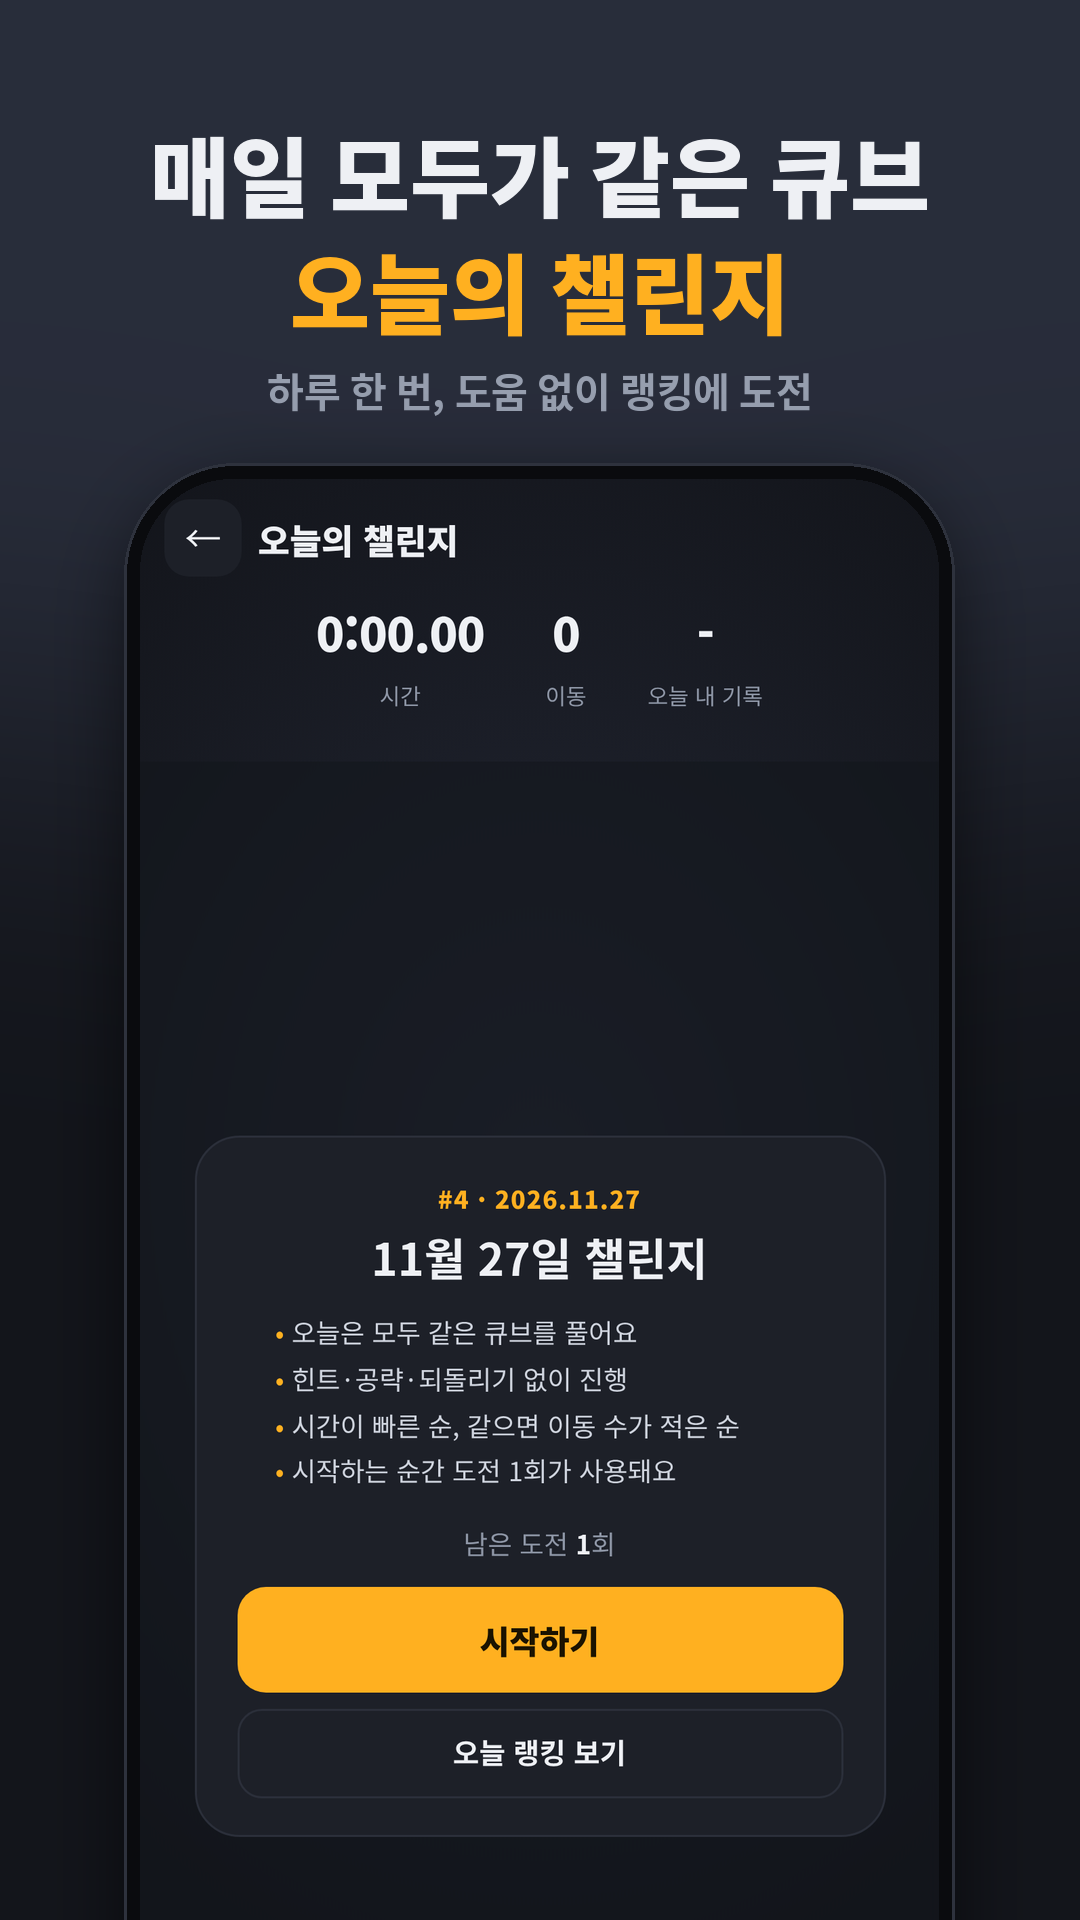 매일 모두가 같은 큐브
오늘의 챌린지
하루 한 번, 도움 없이 랭킹에 도전
← 오늘의 챌린지
0:00.00 0 -
시간 이동 오늘 내 기록
#4 · 2026.11.27
11월 27일 챌린지
• 오늘은 모두 같은 큐브를 풀어요
• 힌트·공략·되돌리기 없이 진행
• 시간이 빠른 순, 같으면 이동 수가 적은 순
• 시작하는 순간 도전 1회가 사용돼요
남은 도전 1회
시작하기
오늘 랭킹 보기